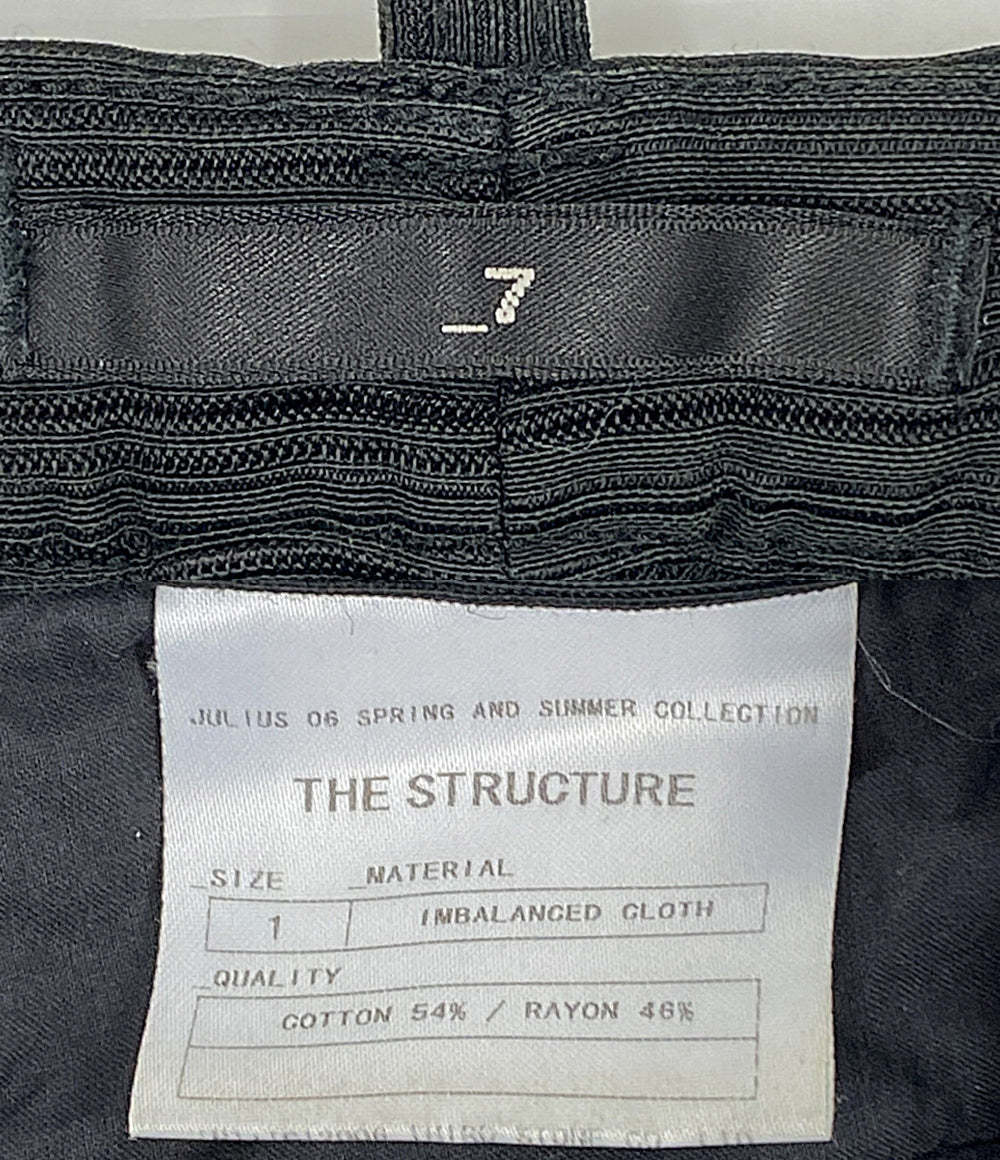 _7
JULIUS 06 SPRING AND SUMMER COLLECTION
THE STRUCTURE
_SIZE _MATERIAL
1 IMBALANCED CLOTH
_QUALITY
COTTON 54% / RAYON 46%